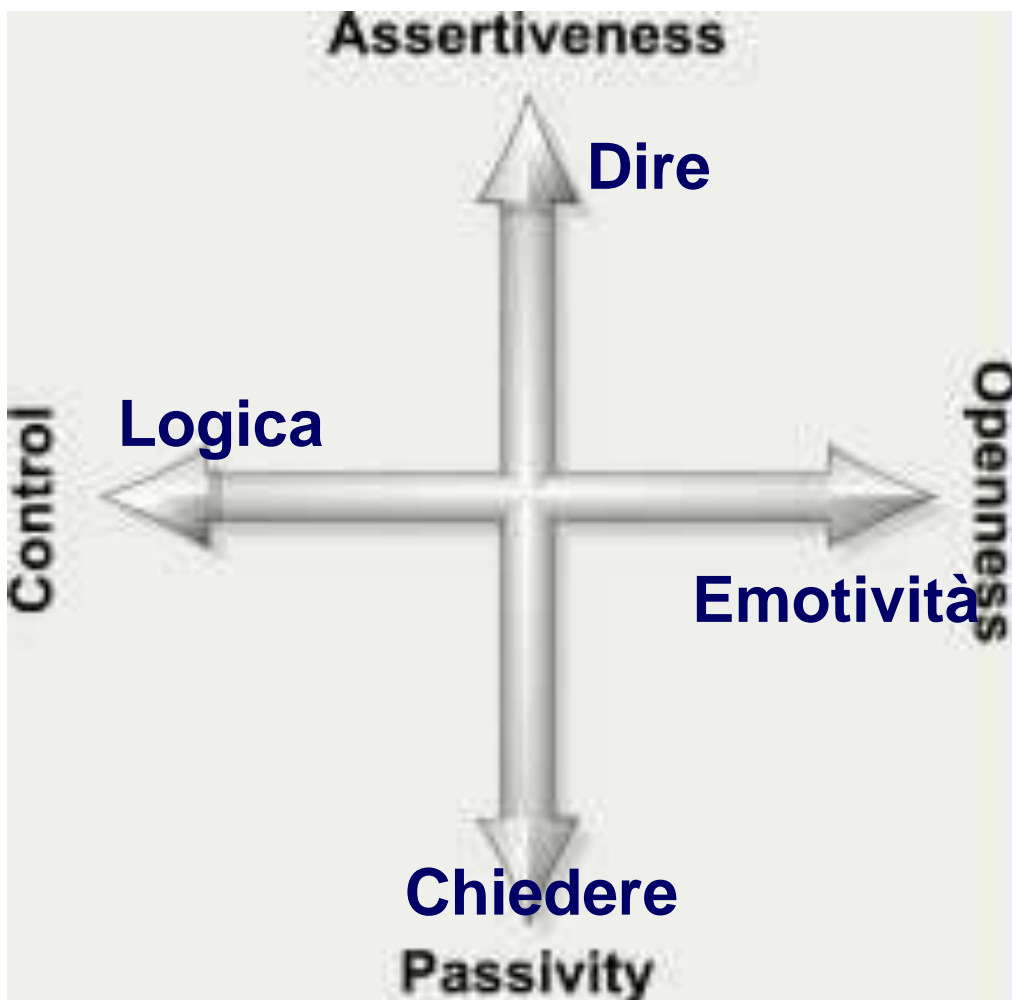 Assertiveness
Dire
Logica
Control
Openness
Emotività
Chiedere
Passivity